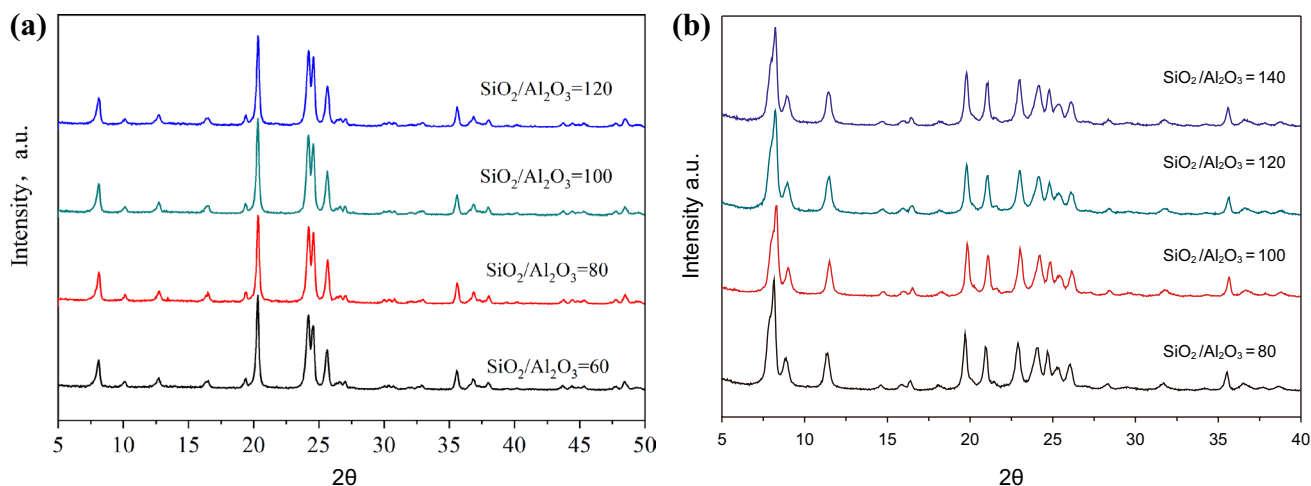 (a)
Intensity, a.u.
SiO₂/Al₂O₃=120
SiO₂/Al₂O₃=100
SiO₂/Al₂O₃=80
SiO₂/Al₂O₃=60
5 10 15 20 25 30 35 40 45 50
2θ
(b)
Intensity a.u.
SiO₂/Al₂O₃ = 140
SiO₂/Al₂O₃ = 120
SiO₂/Al₂O₃ = 100
SiO₂/Al₂O₃ = 80
5 10 15 20 25 30 35 40
2θ